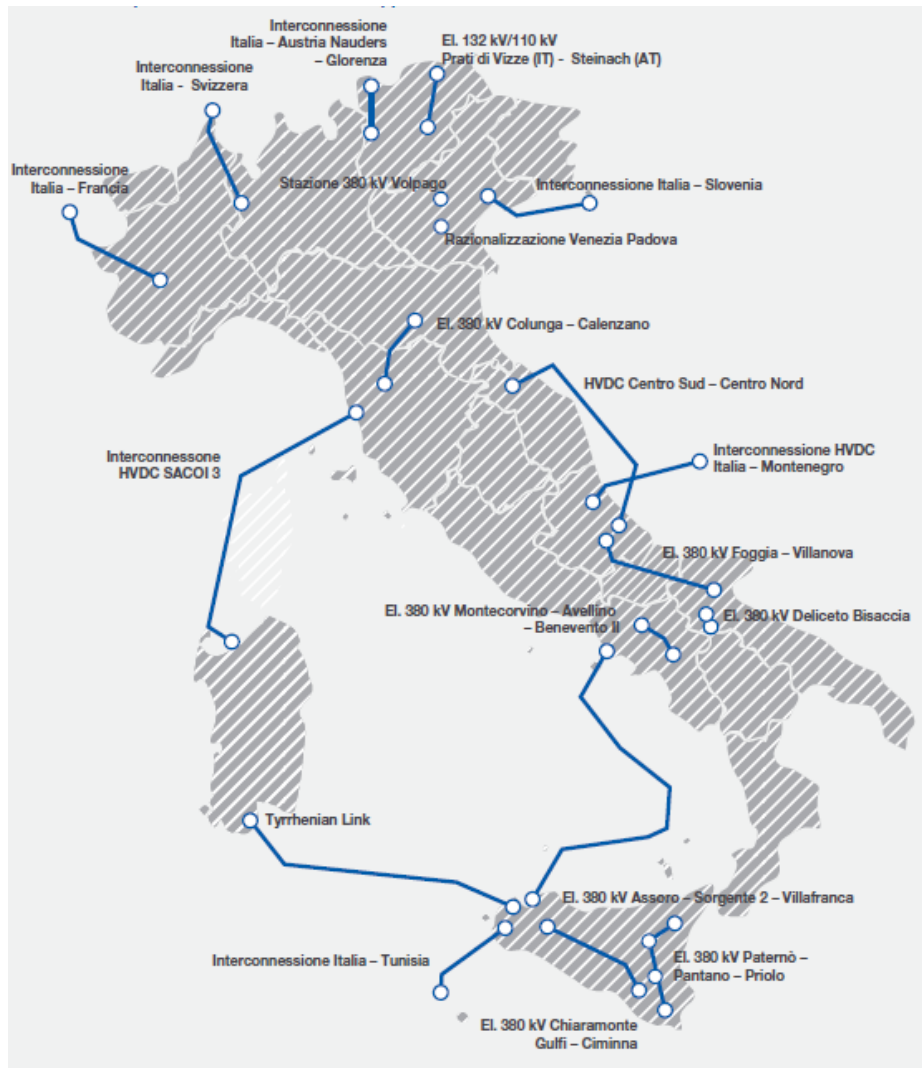 Interconnessione
Italia – Austria Nauders
– Glorenza
El. 132 kV/110 kV
Prati di Vizze (IT) - Steinach (AT)
Interconnessione
Italia - Svizzera
Interconnessione
Italia – Francia
Stazione 380 kV Volpago
Interconnessione Italia – Slovenia
Razionalizzazione Venezia Padova
El. 380 kV Colunga – Calenzano
HVDC Centro Sud – Centro Nord
Interconnessone
HVDC SACOI 3
Interconnessione HVDC
Italia – Montenegro
El. 380 kV Foggia – Villanova
El. 380 kV Montecorvino – Avellino
– Benevento II
El. 380 kV Deliceto Bisaccia
Tyrrhenian Link
El. 380 kV Assoro – Sorgente 2 – Villafranca
Interconnessione Italia – Tunisia
El. 380 kV Paternò –
Pantano – Priolo
El. 380 kV Chiaramonte
Gulfi – Ciminna